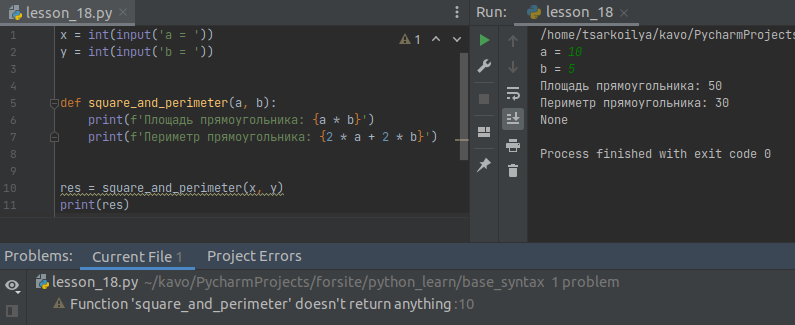 lesson_18.py
1 x = int(input('a = '))
2 y = int(input('b = '))
3
4
5 def square_and_perimeter(a, b):
6 print(f'Площадь прямоугольника: {a * b}')
7 print(f'Периметр прямоугольника: {2 * a + 2 * b}')
8
9
10 res = square_and_perimeter(x, y)
11 print(res)
1
Run: lesson_18
/home/tsarkoilya/kavo/PycharmProjects
a = 10
b = 5
Площадь прямоугольника: 50
Периметр прямоугольника: 30
None
Process finished with exit code 0
Problems: Current File 1 Project Errors
lesson_18.py ~/kavo/PycharmProjects/forsite/python_learn/base_syntax 1 problem
Function 'square_and_perimeter' doesn't return anything :10